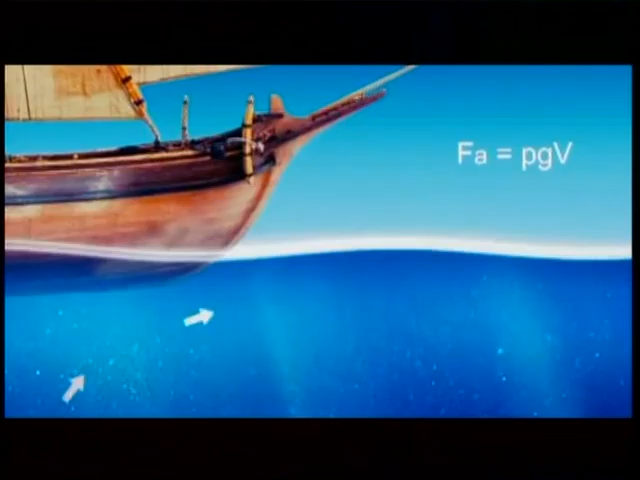 Fa = pgV